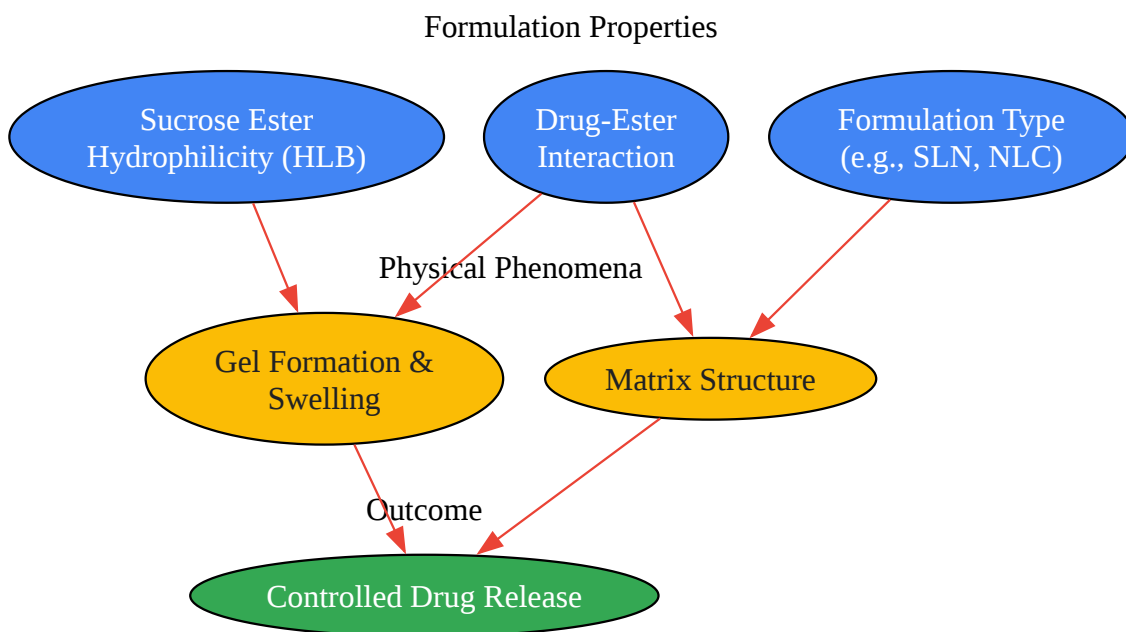 Formulation Properties
Sucrose Ester
Hydrophilicity (HLB)
Drug-Ester
Interaction
Formulation Type
(e.g., SLN, NLC)
Physical Phenomena
Gel Formation &
Swelling
Matrix Structure
Outcome
Controlled Drug Release